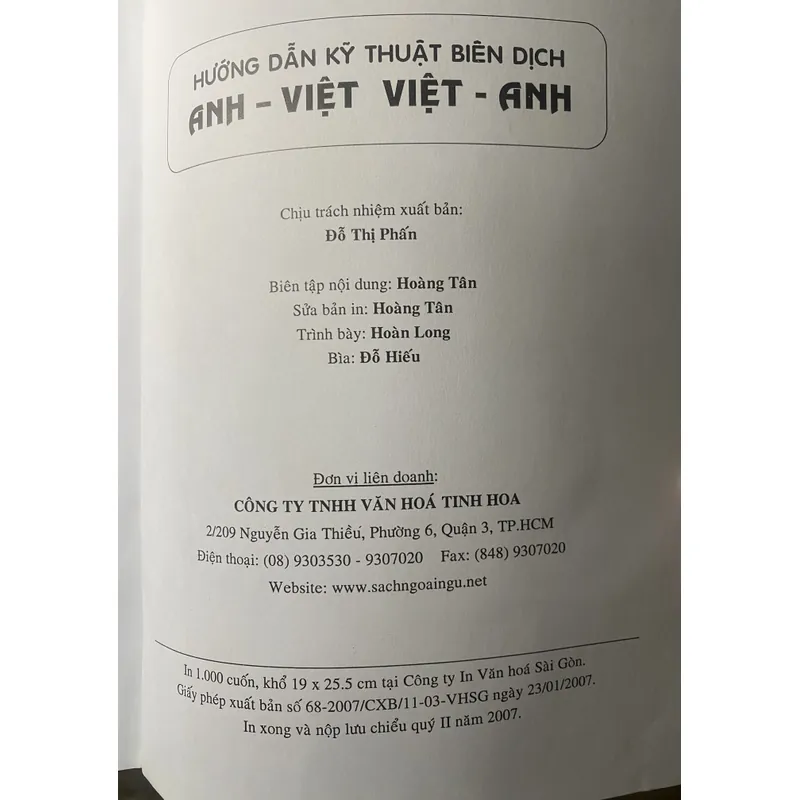 HƯỚNG DẪN KỸ THUẬT BIÊN DỊCH
ANH – VIỆT VIỆT - ANH
Chịu trách nhiệm xuất bản:
Đỗ Thị Phấn
Biên tập nội dung: Hoàng Tân
Sửa bản in: Hoàng Tân
Trình bày: Hoàn Long
Bìa: Đỗ Hiếu
Đơn vi liên doanh:
CÔNG TY TNHH VĂN HOÁ TINH HOA
2/209 Nguyễn Gia Thiều, Phường 6, Quận 3, TP.HCM
Điện thoại: (08) 9303530 - 9307020 Fax: (848) 9307020
Website: www.sachngoaingu.net
In 1.000 cuốn, khổ 19 x 25.5 cm tại Công ty In Văn hoá Sài Gòn.
Giấy phép xuất bản số 68-2007/CXB/11-03-VHSG ngày 23/01/2007.
In xong và nộp lưu chiểu quý II năm 2007.